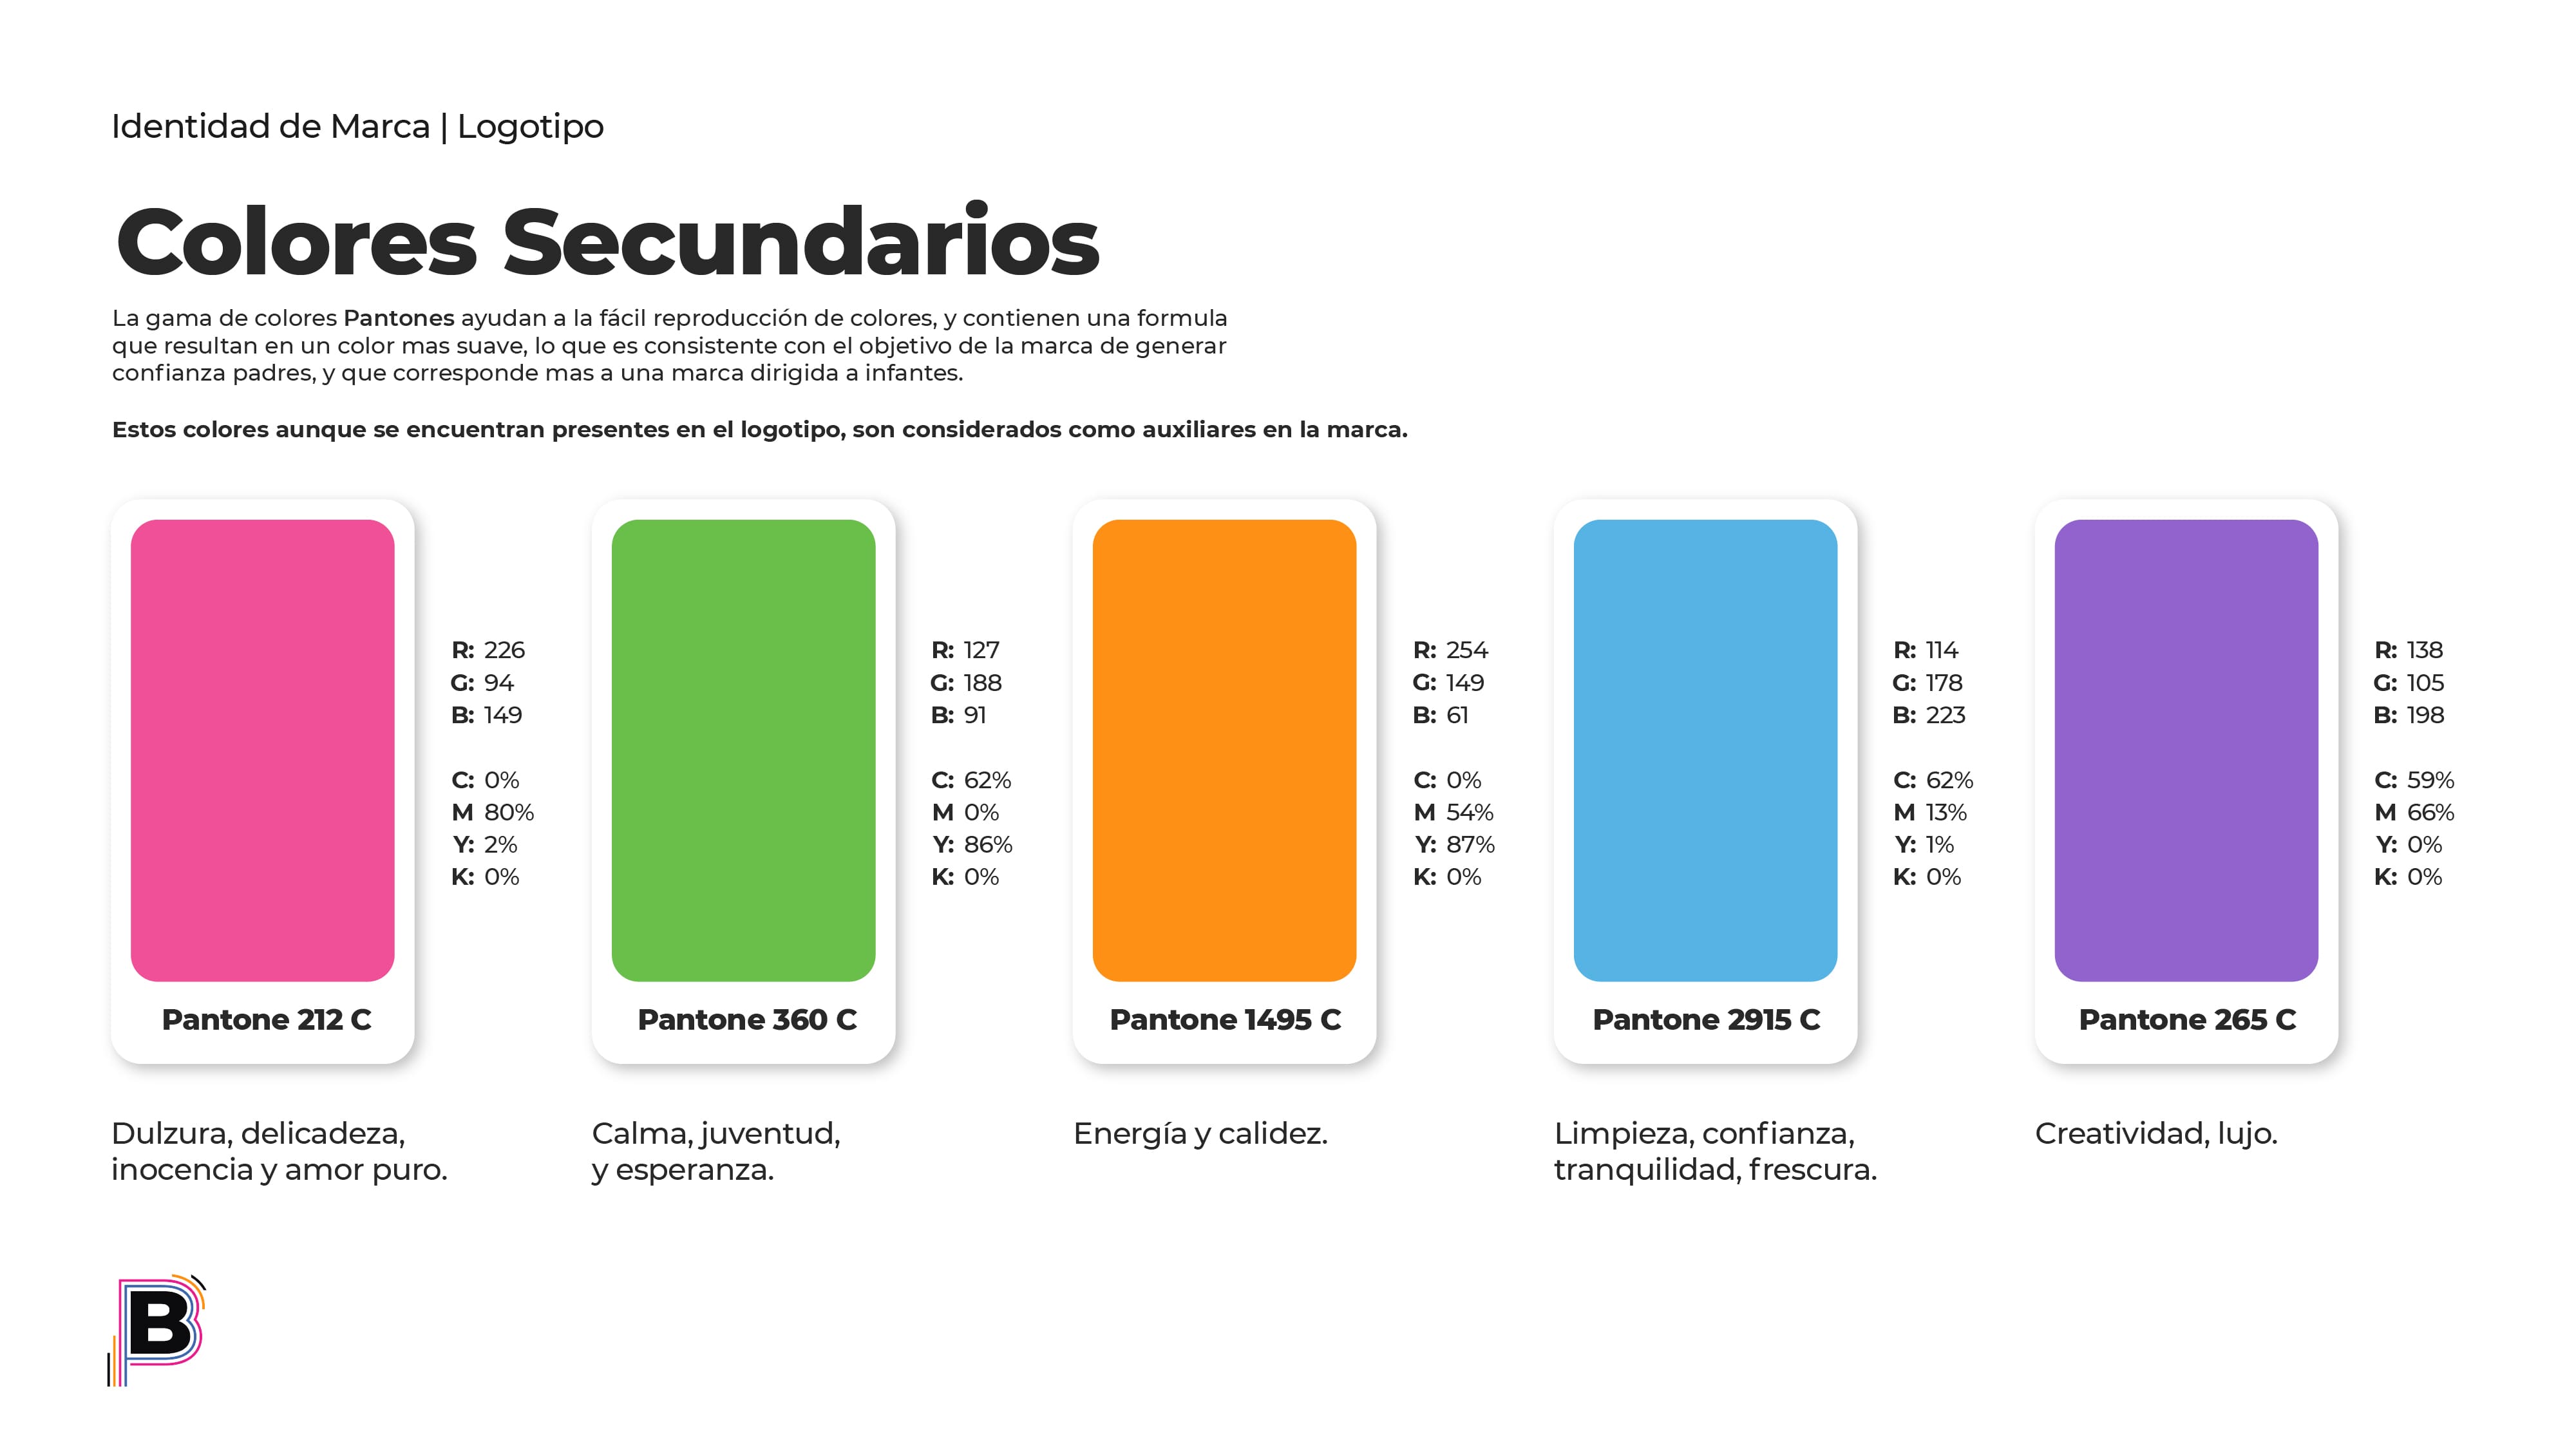 Identidad de Marca | Logotipo
Colores Secundarios
La gama de colores Pantones ayudan a la fácil reproducción de colores, y contienen una formula
que resultan en un color mas suave, lo que es consistente con el objetivo de la marca de generar
confianza padres, y que corresponde mas a una marca dirigida a infantes.
Estos colores aunque se encuentran presentes en el logotipo, son considerados como auxiliares en la marca.
R: 226
G: 94
B: 149
C: 0%
M 80%
Y: 2%
K: 0%
Pantone 212 C
Dulzura, delicadeza,
inocencia y amor puro.
R: 127
G: 188
B: 91
C: 62%
M 0%
Y: 86%
K: 0%
Pantone 360 C
Calma, juventud,
y esperanza.
R: 254
G: 149
B: 61
C: 0%
M 54%
Y: 87%
K: 0%
Pantone 1495 C
Energía y calidez.
R: 114
G: 178
B: 223
C: 62%
M 13%
Y: 1%
K: 0%
Pantone 2915 C
Limpieza, confianza,
tranquilidad, frescura.
R: 138
G: 105
B: 198
C: 59%
M 66%
Y: 0%
K: 0%
Pantone 265 C
Creatividad, lujo.
B